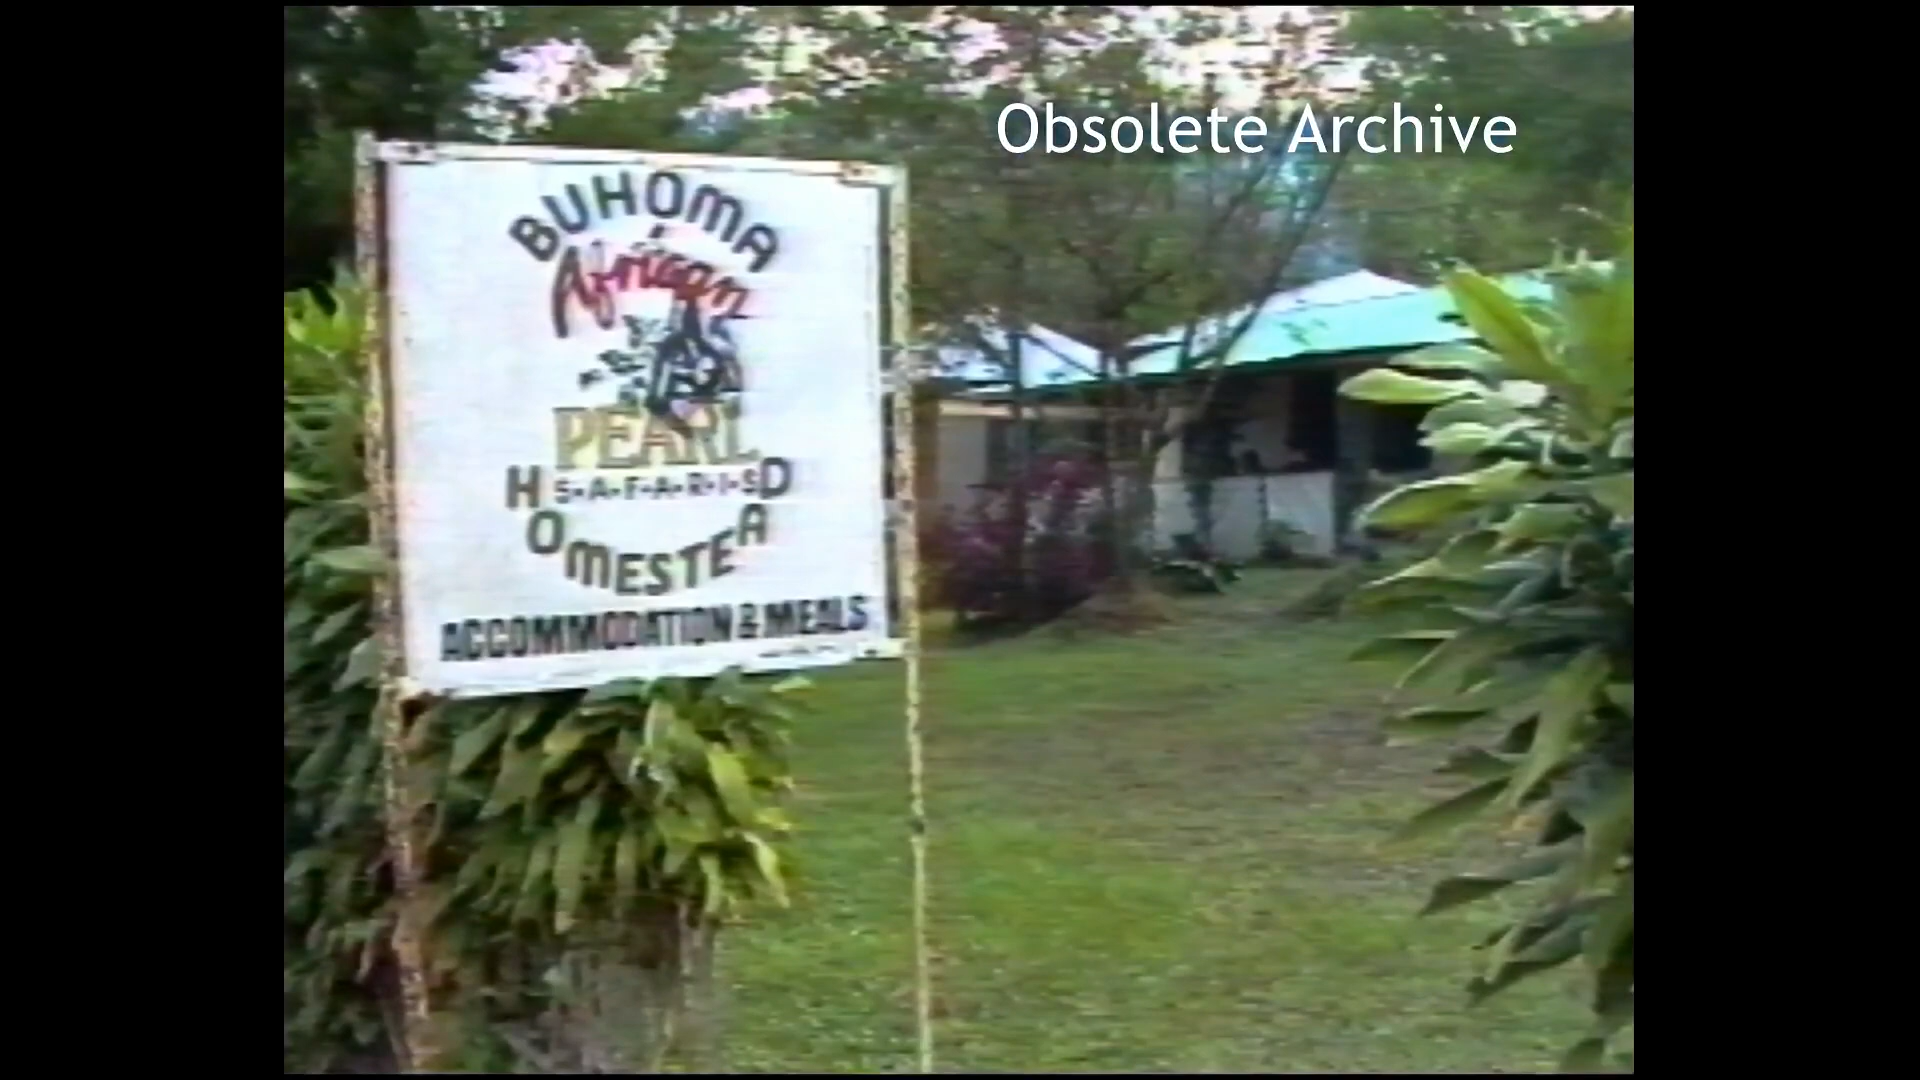 Obsolete Archive
BUHOMA
African
PEARL
S•A•F•A•R•I•S
HOMESTEAD
ACCOMMODATION & MEALS